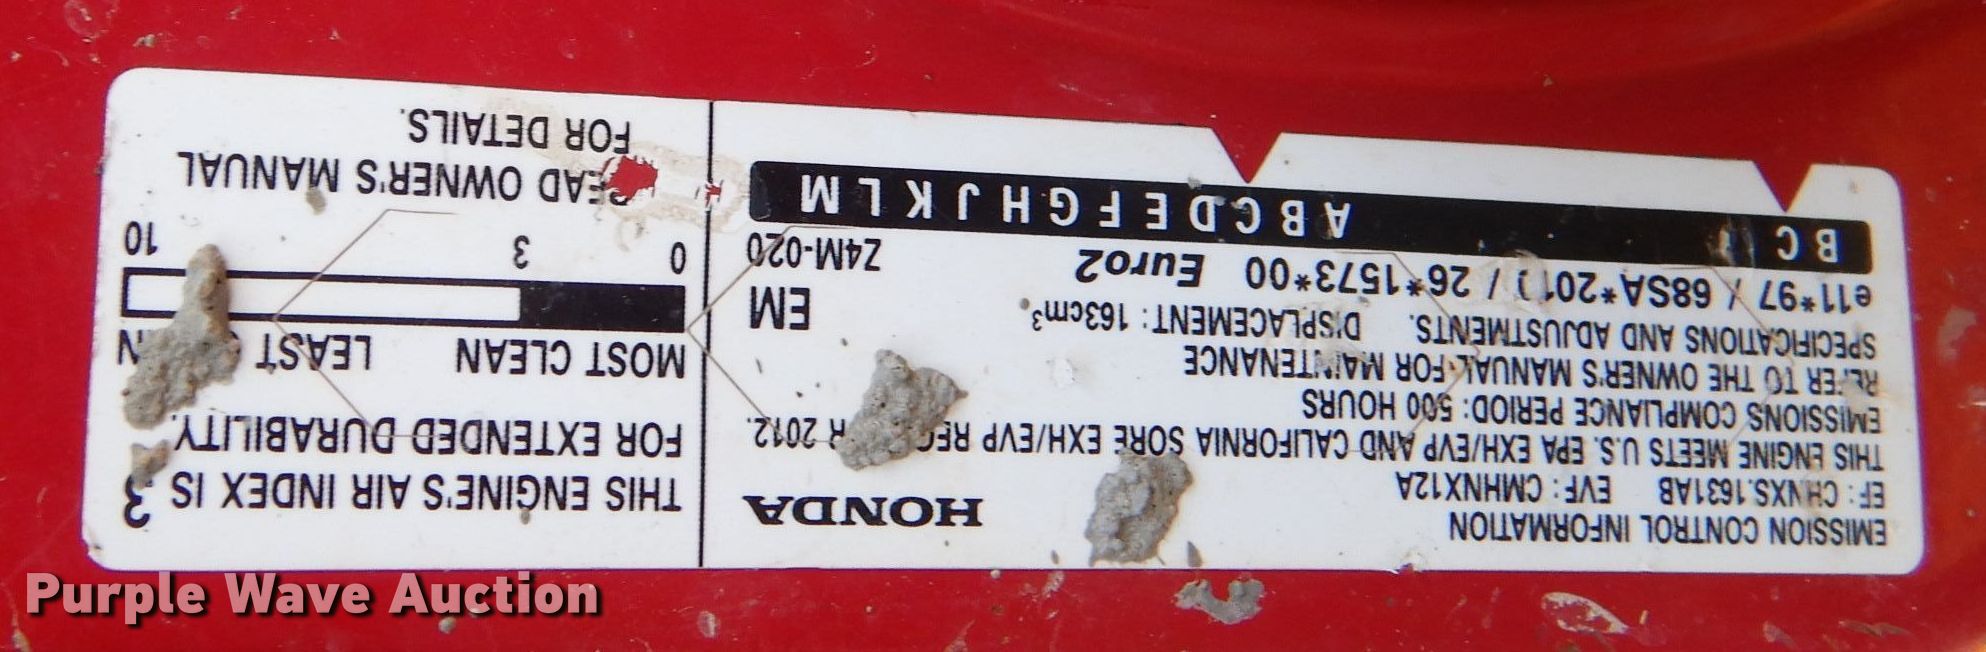 EMISSION CONTROL INFORMATION
HONDA
EF: CHNXS.1631AB EVF: CMHNX12A
THIS ENGINE MEETS U.S. EPA EXH/EVP AND CALIFORNIA SORE EXH/EVP 2012.
EMISSIONS COMPLIANCE PERIOD: 500 HOURS
REFER TO THE OWNER'S MANUAL FOR MAINTENANCE
SPECIFICATIONS AND ADJUSTMENTS. DISPLACEMENT: 163cm³
EM
e11*97 / 68SA*2010 / 26*1573*00 Euro2
Z4M-020
B C A B C D E F G H J K L M
THIS ENGINE'S AIR INDEX IS 3
FOR EXTENDED DURABILITY.
MOST CLEAN LEAST
0 3 10
READ OWNER'S MANUAL
FOR DETAILS.
Purple Wave Auction